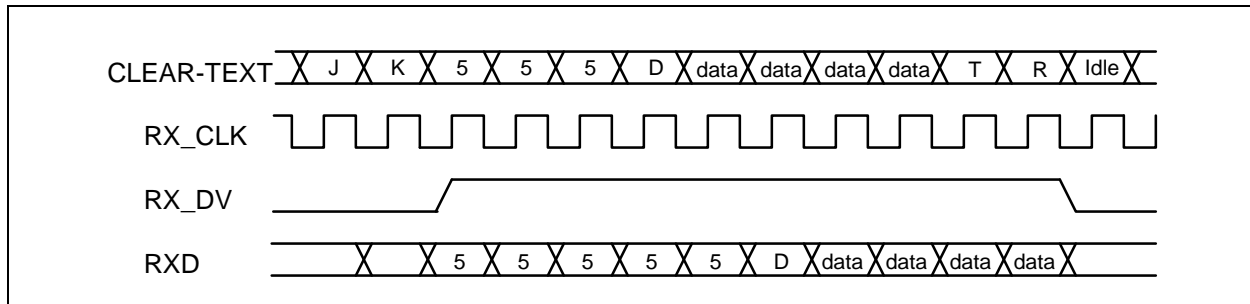 CLEAR-TEXT J K 5 5 5 D data data data data T R Idle
RX_CLK
RX_DV
RXD 5 5 5 5 5 D data data data data